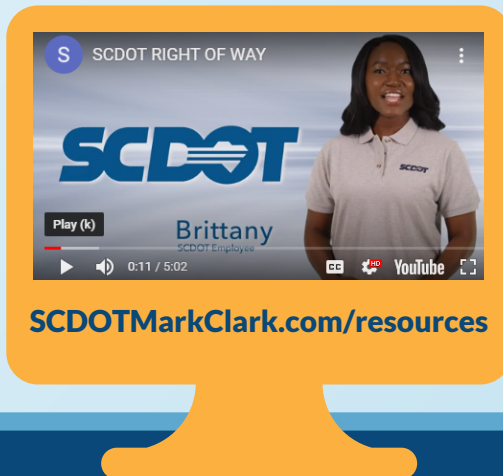 S SCDOT RIGHT OF WAY
SCDOT
SCDOT
Play (k)
Brittany
SCDOT Employee
0:11 / 5:02 CC HD YouTube
SCDOTMarkClark.com/resources